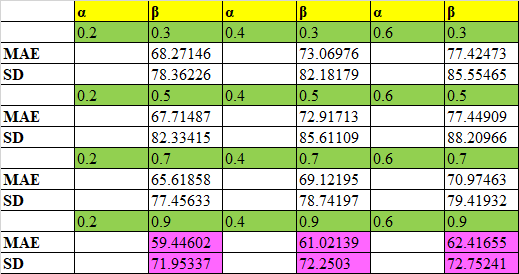 α β α β α β
0.2 0.3 0.4 0.3 0.6 0.3
MAE 68.27146 73.06976 77.42473
SD 78.36226 82.18179 85.55465
0.2 0.5 0.4 0.5 0.6 0.5
MAE 67.71487 72.91713 77.44909
SD 82.33415 85.61109 88.20966
0.2 0.7 0.4 0.7 0.6 0.7
MAE 65.61858 69.12195 70.97463
SD 77.45633 78.74197 79.41932
0.2 0.9 0.4 0.9 0.6 0.9
MAE 59.44602 61.02139 62.41655
SD 71.95337 72.2503 72.75241